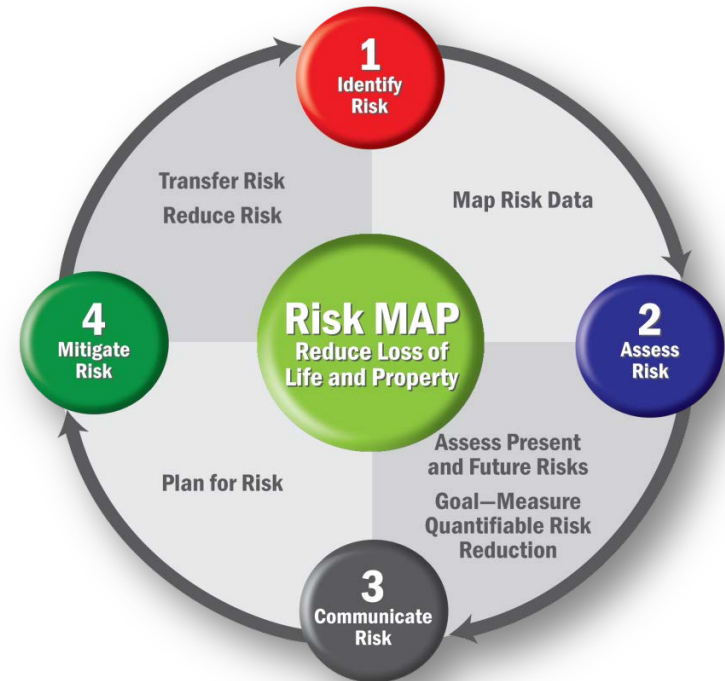 1
Identify
Risk
Transfer Risk
Reduce Risk
Map Risk Data
4
Mitigate
Risk
Risk MAP
Reduce Loss of
Life and Property
2
Assess
Risk
Plan for Risk
Assess Present
and Future Risks
Goal—Measure
Quantifiable Risk
Reduction
3
Communicate
Risk